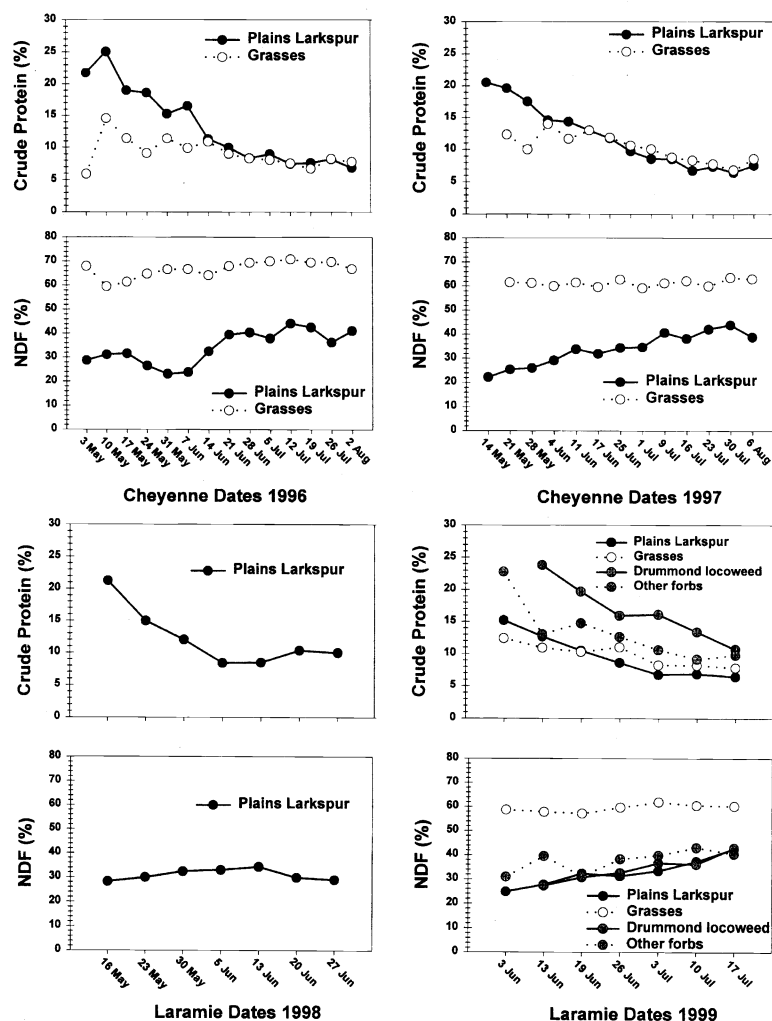 30
25
20
15
10
5
0
Crude Protein (%)
Plains Larkspur
Grasses
30
25
20
15
10
5
0
Crude Protein (%)
Plains Larkspur
Grasses
80
70
60
50
40
30
20
10
0
NDF (%)
Plains Larkspur
Grasses
3 May
10 May
17 May
24 May
31 May
7 Jun
14 Jun
21 Jun
28 Jun
5 Jul
12 Jul
19 Jul
26 Jul
2 Aug
Cheyenne Dates 1996
80
70
60
50
40
30
20
10
0
NDF (%)
Plains Larkspur
Grasses
14 May
21 May
28 May
4 Jun
11 Jun
17 Jun
25 Jun
1 Jul
9 Jul
16 Jul
23 Jul
30 Jul
6 Aug
Cheyenne Dates 1997
30
25
20
15
10
5
0
Crude Protein (%)
Plains Larkspur
30
25
20
15
10
5
0
Crude Protein (%)
Plains Larkspur
Grasses
Drummond locoweed
Other forbs
80
70
60
50
40
30
20
10
0
NDF (%)
Plains Larkspur
16 May
23 May
30 May
5 Jun
13 Jun
20 Jun
27 Jun
Laramie Dates 1998
80
70
60
50
40
30
20
10
0
NDF (%)
Plains Larkspur
Grasses
Drummond locoweed
Other forbs
3 Jun
13 Jun
19 Jun
26 Jun
3 Jul
10 Jul
17 Jul
Laramie Dates 1999